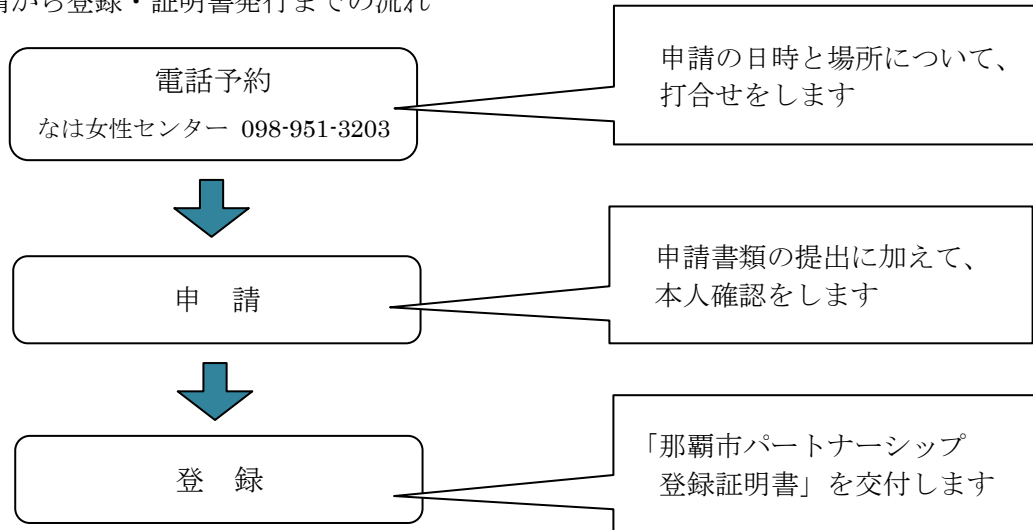 請から登録・証明書発行までの流れ
電話予約
なは女性センター 098-951-3203
申請の日時と場所について、
打合せをします
申 請
申請書類の提出に加えて、
本人確認をします
登 録
「那覇市パートナーシップ
登録証明書」を交付します